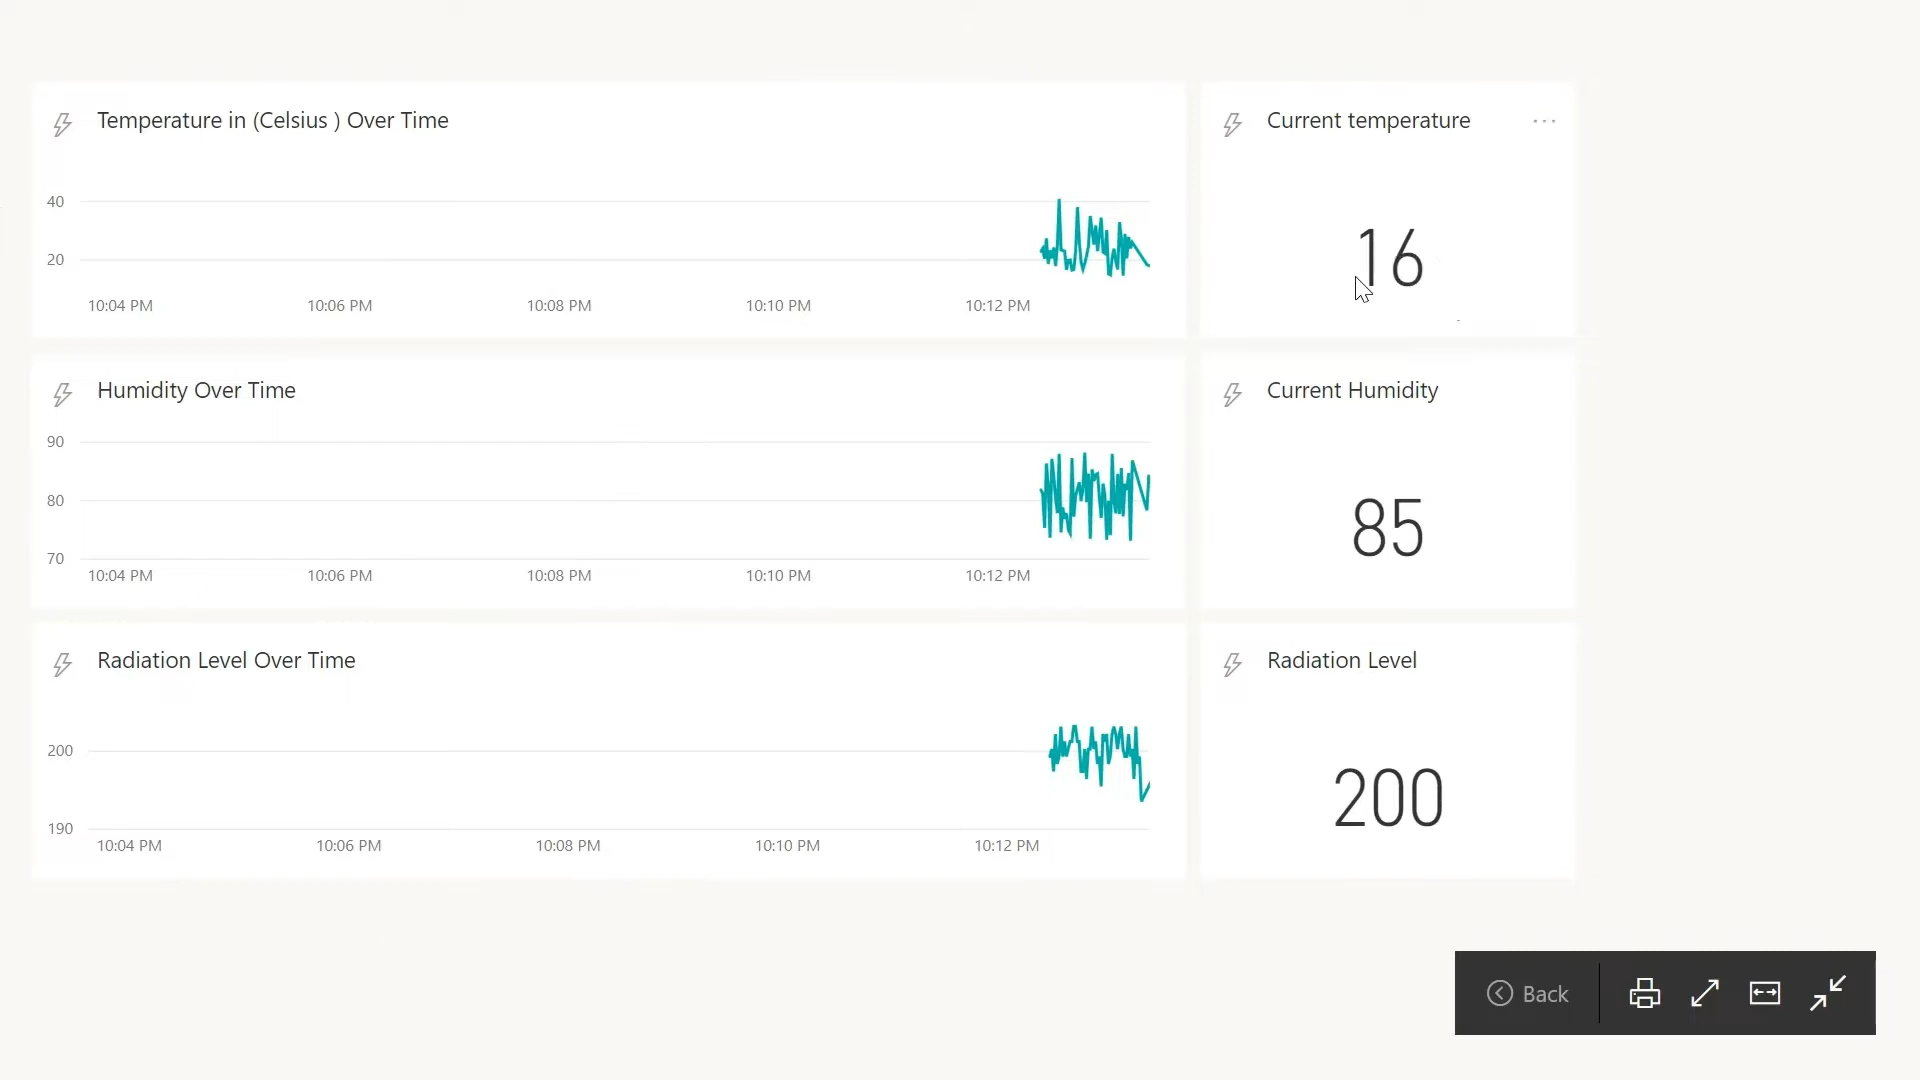 Temperature in (Celsius ) Over Time
40
20
10:04 PM 10:06 PM 10:08 PM 10:10 PM 10:12 PM
Current temperature
16
Humidity Over Time
90
80
70
10:04 PM 10:06 PM 10:08 PM 10:10 PM 10:12 PM
Current Humidity
85
Radiation Level Over Time
200
190
10:04 PM 10:06 PM 10:08 PM 10:10 PM 10:12 PM
Radiation Level
200
Back